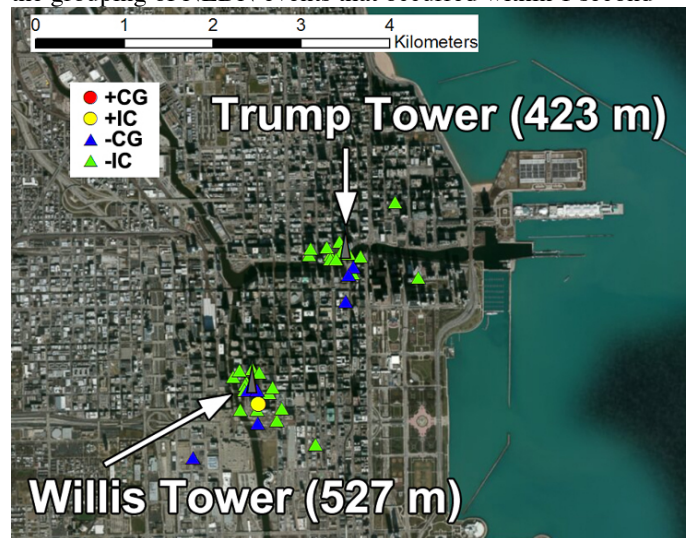 0 1 2 3 4
Kilometers
+CG
+IC
-CG
-IC
Trump Tower (423 m)
Willis Tower (527 m)